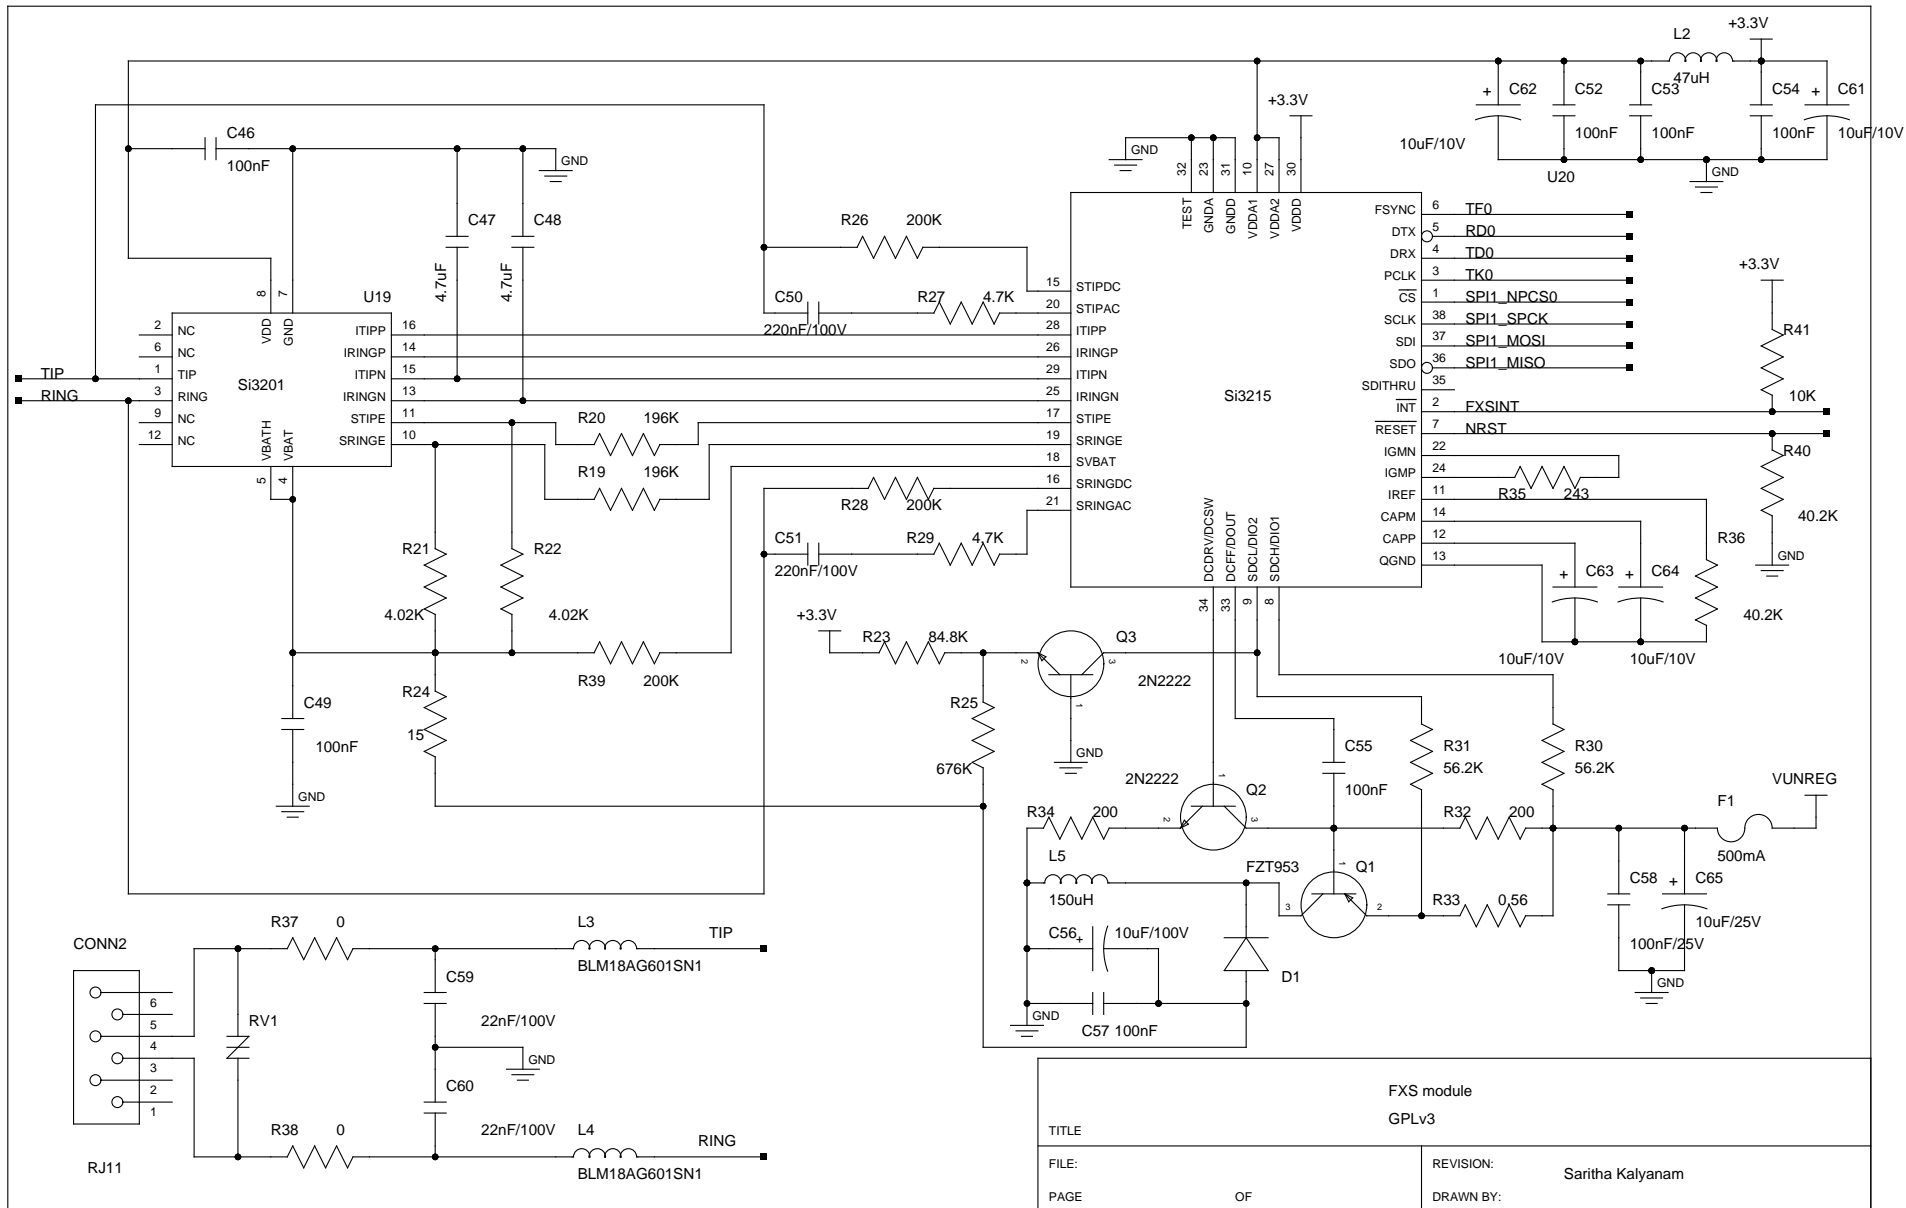 +3.3V
L2
47uH
C62
10uF/10V
C52
100nF
C53
100nF
C54
100nF
C61
10uF/10V
GND
U20
C46
100nF
GND
C47
4.7uF
C48
4.7uF
+3.3V
GND
32
23
31
10
27
30
TEST
GNDA
GNDD
VDDA1
VDDA2
VDDD
R26
200K
C50
220nF/100V
R27
4.7K
U19
Si3201
8
7
VDD
GND
2 NC
6 NC
1 TIP
3 RING
9 NC
12 NC
TIP
RING
ITIPP 16
IRINGP 14
ITIPN 15
IRINGN 13
STIPE 11
SRINGE 10
VBATH
VBAT
5
4
Si3215
15 STIPDC
20 STIPAC
28 ITIPP
26 IRINGP
29 ITIPN
25 IRINGN
17 STIPE
19 SRINGE
18 SVBAT
16 SRINGDC
21 SRINGAC
FSYNC 6 TF0
DTX 5 RD0
DRX 4 TD0
PCLK 3 TK0
CS 1 SPI1_NPCS0
SCLK 38 SPI1_SPCK
SDI 37 SPI1_MOSI
SDO 36 SPI1_MISO
SDITHRU 35
INT 2 FXSINT
RESET 7 NRST
IGMN 22
IGMP 24
IREF 11
CAPM 14
CAPP 12
QGND 13
DCDRV/DCSW
DCFF/DOUT
SDCL/DIO2
SDCH/DIO1
34
33
9
8
+3.3V
R41
10K
R40
40.2K
GND
R35
243
R36
40.2K
C63
10uF/10V
C64
10uF/10V
R20
196K
R19
196K
R28
200K
C51
220nF/100V
R29
4.7K
R21
4.02K
R22
4.02K
R39
200K
R24
15
C49
100nF
GND
+3.3V
R23
84.8K
Q3
2N2222
2
3
1
GND
R25
676K
C55
100nF
R31
56.2K
R30
56.2K
2N2222
Q2
1
2
3
R34
200
R32
200
F1
500mA
VUNREG
L5
150uH
FZT953
Q1
1
3
2
R33
0.56
C58
100nF/25V
C65
10uF/25V
GND
C56
10uF/100V
C57
100nF
D1
GND
CONN2
RJ11
6
5
4
3
2
1
RV1
R37
0
R38
0
C59
22nF/100V
C60
22nF/100V
GND
L3
BLM18AG601SN1
TIP
L4
BLM18AG601SN1
RING
FXS module
GPLv3
TITLE
FILE:
REVISION:
Saritha Kalyanam
PAGE
OF
DRAWN BY: